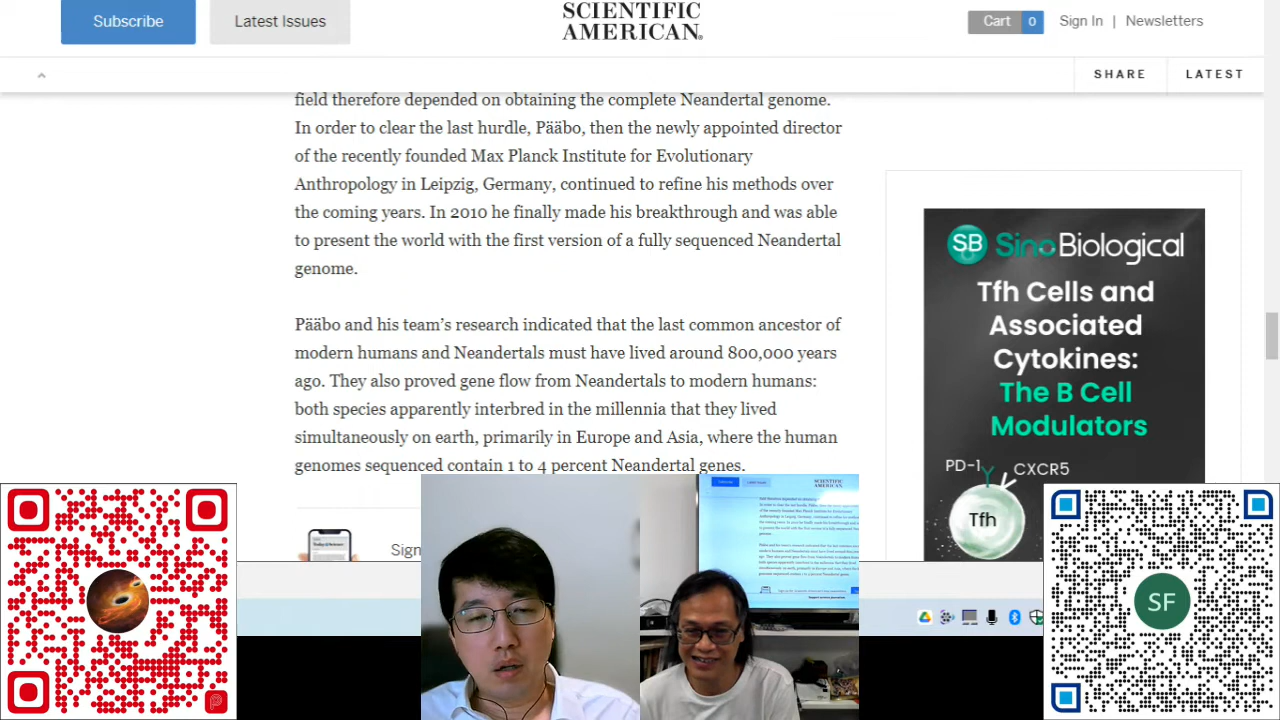 Subscribe
Latest Issues
SCIENTIFIC
AMERICAN®
Cart 0
Sign In | Newsletters
SHARE
LATEST
field therefore depended on obtaining the complete Neandertal genome.
In order to clear the last hurdle, Pääbo, then the newly appointed director
of the recently founded Max Planck Institute for Evolutionary
Anthropology in Leipzig, Germany, continued to refine his methods over
the coming years. In 2010 he finally made his breakthrough and was able
to present the world with the first version of a fully sequenced Neandertal
genome.
Pääbo and his team's research indicated that the last common ancestor of
modern humans and Neandertals must have lived around 800,000 years
ago. They also proved gene flow from Neandertals to modern humans:
both species apparently interbred in the millennia that they lived
simultaneously on earth, primarily in Europe and Asia, where the human
genomes sequenced contain 1 to 4 percent Neandertal genes.
Sign
SB SinoBiological
Tfh Cells and
Associated
Cytokines:
The B Cell
Modulators
PD-1
CXCR5
Tfh
SF